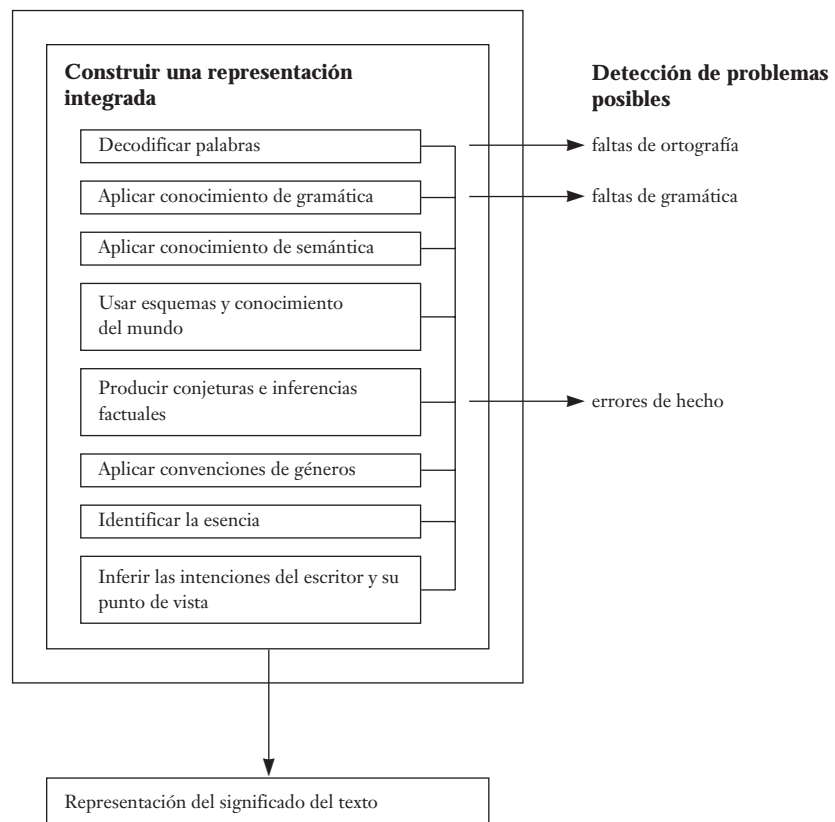 Construir una representación
integrada
Detección de problemas
posibles
Decodificar palabras
faltas de ortografía
Aplicar conocimiento de gramática
faltas de gramática
Aplicar conocimiento de semántica
Usar esquemas y conocimiento
del mundo
Producir conjeturas e inferencias
factuales
errores de hecho
Aplicar convenciones de géneros
Identificar la esencia
Inferir las intenciones del escritor y su
punto de vista
Representación del significado del texto